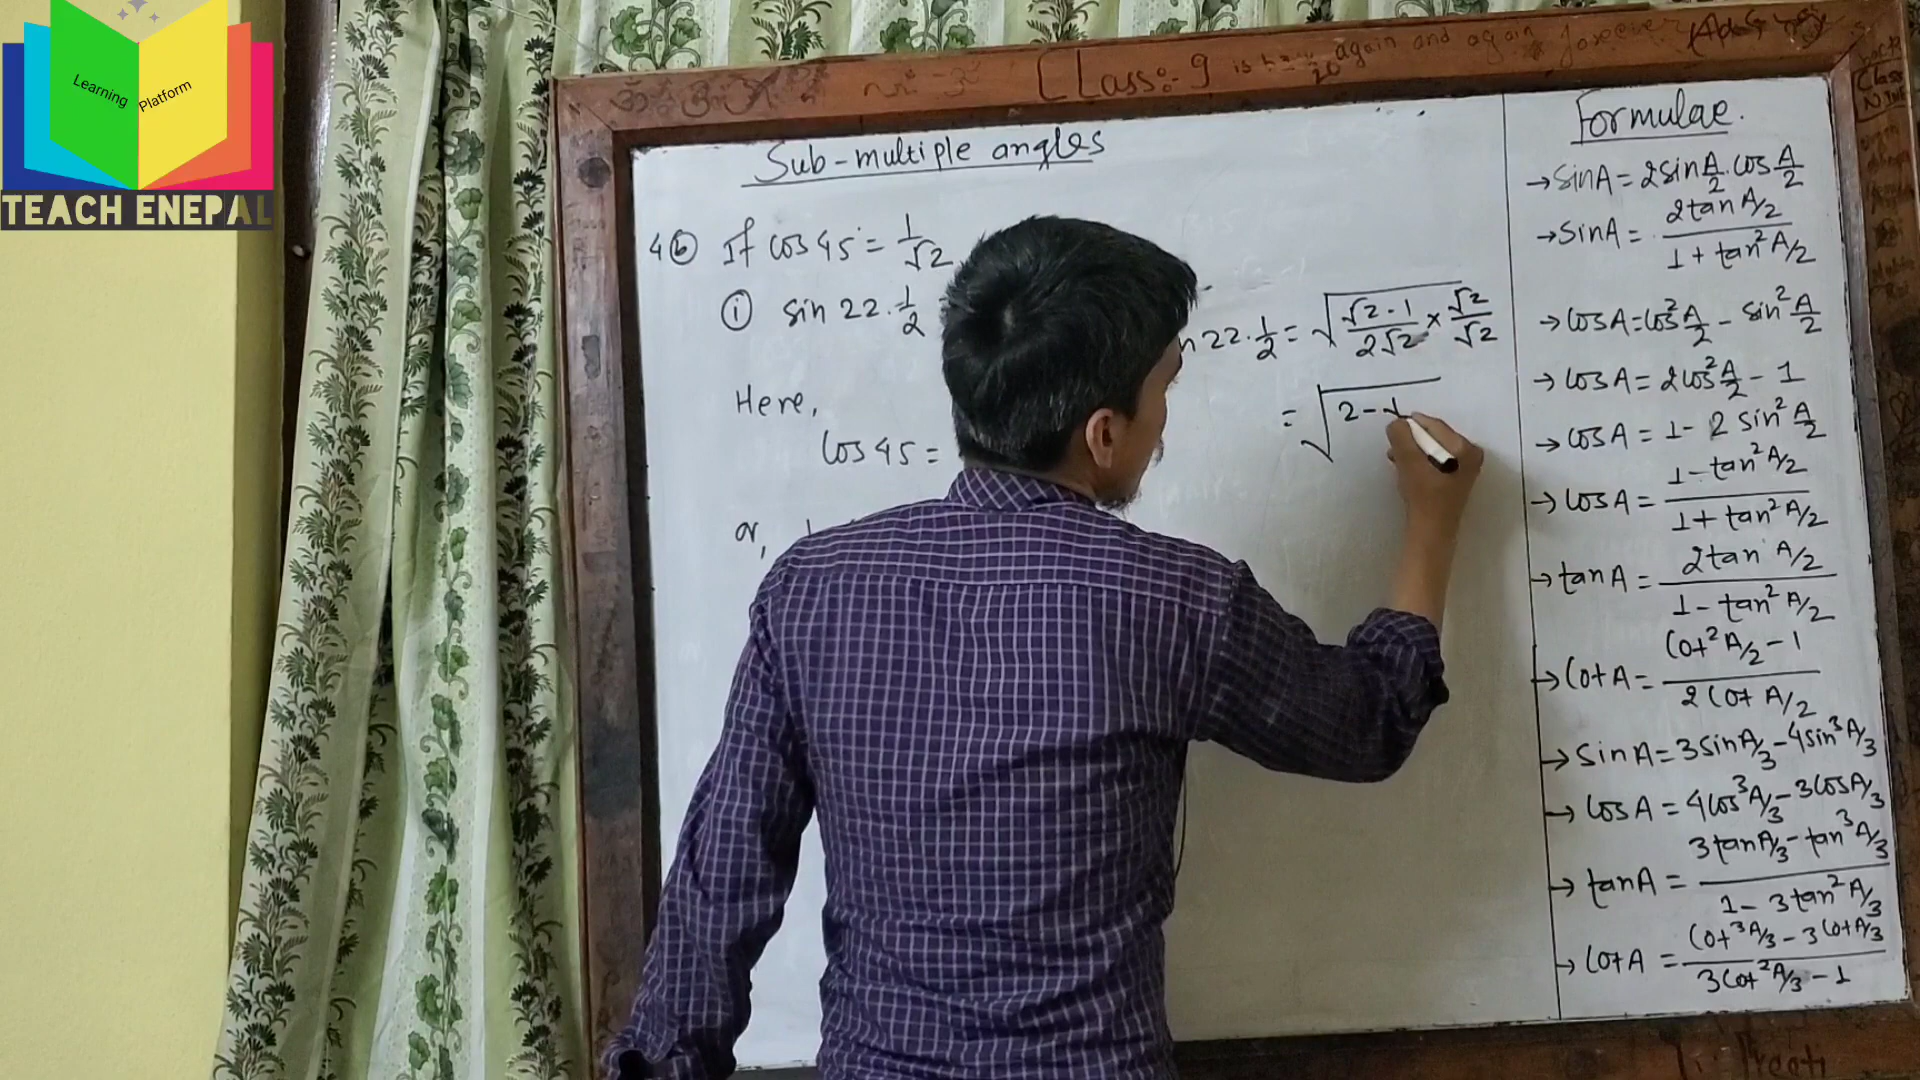 Learning Platform
TEACH ENEPAL
Class:- 9 is again and again forever
Sub-multiple angles
4 (b) If cos 45 = 1/√2
(i) sin 22.1/2
Here,
cos 45 =
or,
22.1/2 = √((√2 - 1)/(2√2) × √2/√2)
= √(2 - 1
Formulae.
→ sinA = 2sin A/2 . cos A/2
→ sinA = (2tan A/2)/(1 + tan² A/2)
→ cosA = cos² A/2 - sin² A/2
→ cosA = 2cos² A/2 - 1
→ cosA = 1 - 2 sin² A/2
→ cosA = (1 - tan² A/2)/(1 + tan² A/2)
→ tanA = (2tan A/2)/(1 - tan² A/2)
→ cotA = (cot² A/2 - 1)/(2 cot A/2)
→ sinA = 3sin A/3 - 4sin³ A/3
→ cosA = 4cos³ A/3 - 3cos A/3
→ tanA = (3tan A/3 - tan³ A/3)/(1 - 3tan² A/3)
→ cotA = (cot³ A/3 - 3cot A/3)/(3cot² A/3 - 1)